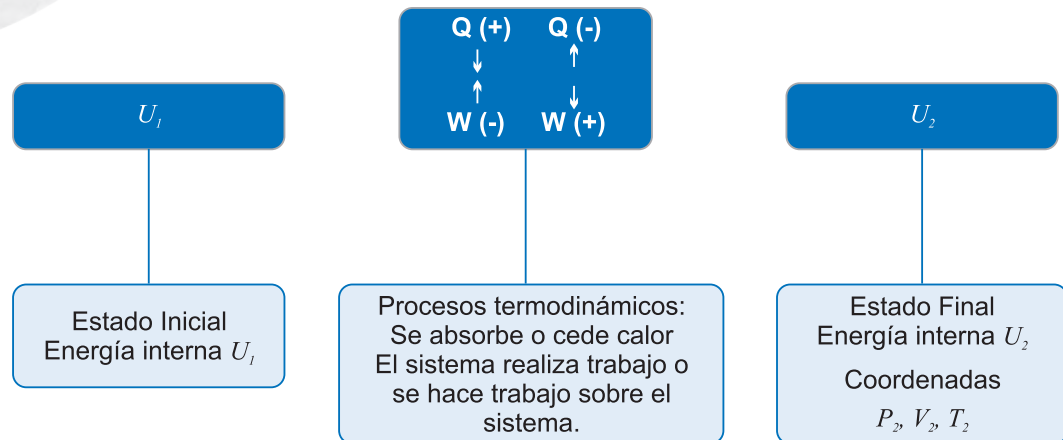 U1
Q (+) Q (-)
W (-) W (+)
U2
Estado Inicial
Energía interna U1
Procesos termodinámicos:
Se absorbe o cede calor
El sistema realiza trabajo o
se hace trabajo sobre el
sistema.
Estado Final
Energía interna U2
Coordenadas
P2, V2, T2